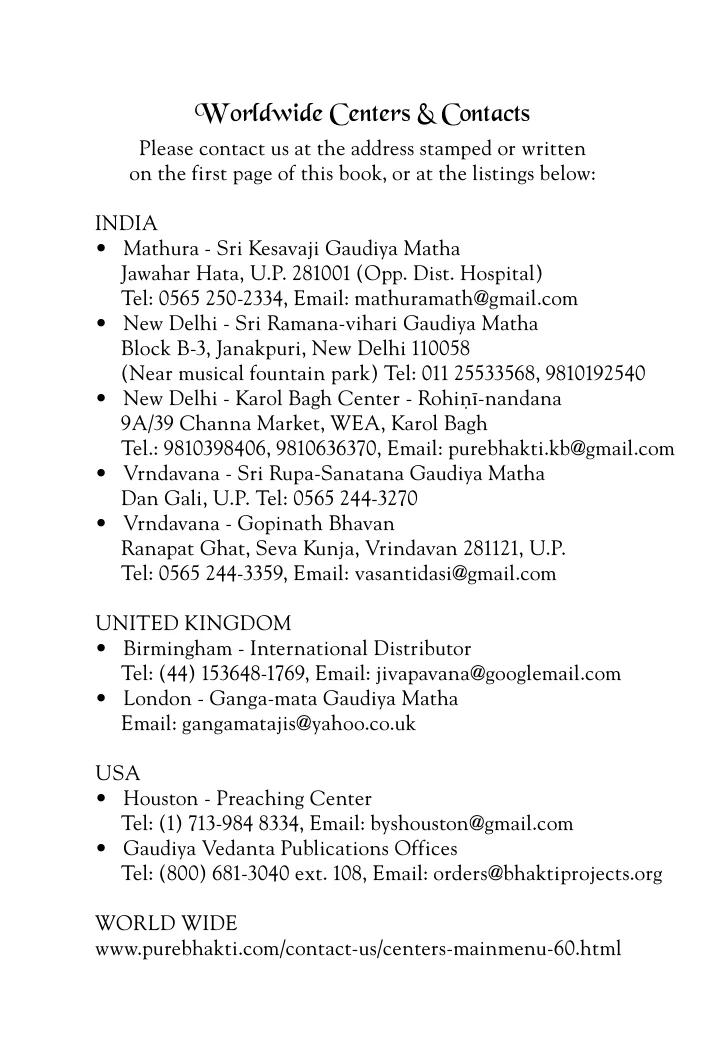 Worldwide Centers & Contacts
Please contact us at the address stamped or written
on the first page of this book, or at the listings below:
INDIA
• Mathura - Sri Kesavaji Gaudiya Matha
Jawahar Hata, U.P. 281001 (Opp. Dist. Hospital)
Tel: 0565 250-2334, Email: mathuramath@gmail.com
• New Delhi - Sri Ramana-vihari Gaudiya Matha
Block B-3, Janakpuri, New Delhi 110058
(Near musical fountain park) Tel: 011 25533568, 9810192540
• New Delhi - Karol Bagh Center - Rohiṇī-nandana
9A/39 Channa Market, WEA, Karol Bagh
Tel.: 9810398406, 9810636370, Email: purebhakti.kb@gmail.com
• Vrndavana - Sri Rupa-Sanatana Gaudiya Matha
Dan Gali, U.P. Tel: 0565 244-3270
• Vrndavana - Gopinath Bhavan
Ranapat Ghat, Seva Kunja, Vrindavan 281121, U.P.
Tel: 0565 244-3359, Email: vasantidasi@gmail.com
UNITED KINGDOM
• Birmingham - International Distributor
Tel: (44) 153648-1769, Email: jivapavana@googlemail.com
• London - Ganga-mata Gaudiya Matha
Email: gangamatajis@yahoo.co.uk
USA
• Houston - Preaching Center
Tel: (1) 713-984 8334, Email: byshouston@gmail.com
• Gaudiya Vedanta Publications Offices
Tel: (800) 681-3040 ext. 108, Email: orders@bhaktiprojects.org
WORLD WIDE
www.purebhakti.com/contact-us/centers-mainmenu-60.html